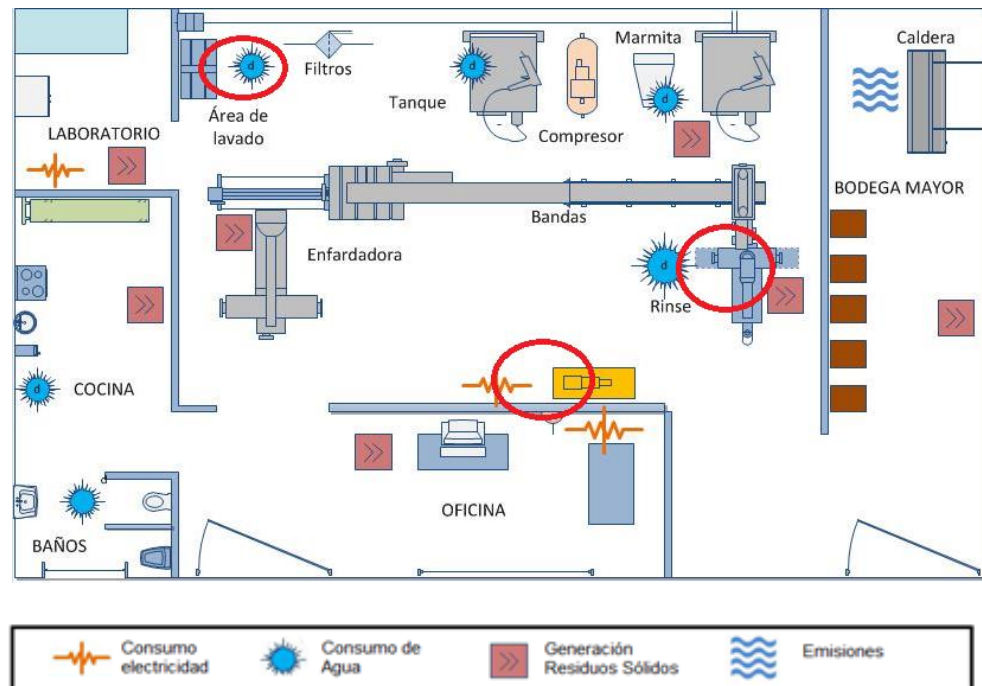 Marmita
Caldera
Filtros
Tanque
Área de
lavado
Compresor
LABORATORIO
BODEGA MAYOR
Bandas
Enfardadora
Rinse
COCINA
OFICINA
BAÑOS
Consumo
electricidad
Consumo de
Agua
Generación
Residuos Sólidos
Emisiones